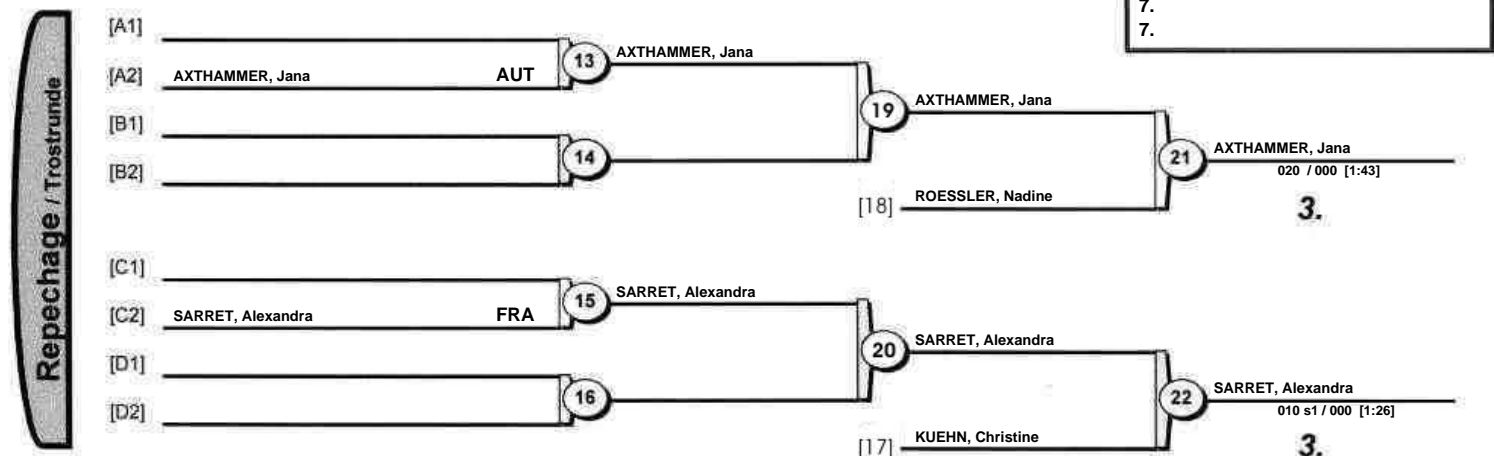 7.
7.
Repechage / Trostrunde
[A1]
13
AXTHAMMER, Jana
[A2] AXTHAMMER, Jana AUT
19
AXTHAMMER, Jana
[B1]
14
[B2]
21
AXTHAMMER, Jana
020 / 000 [1:43]
[18] ROESSLER, Nadine
3.
[C1]
15
SARRET, Alexandra
[C2] SARRET, Alexandra FRA
20
SARRET, Alexandra
[D1]
16
[D2]
22
SARRET, Alexandra
010 s1 / 000 [1:26]
[17] KUEHN, Christine
3.